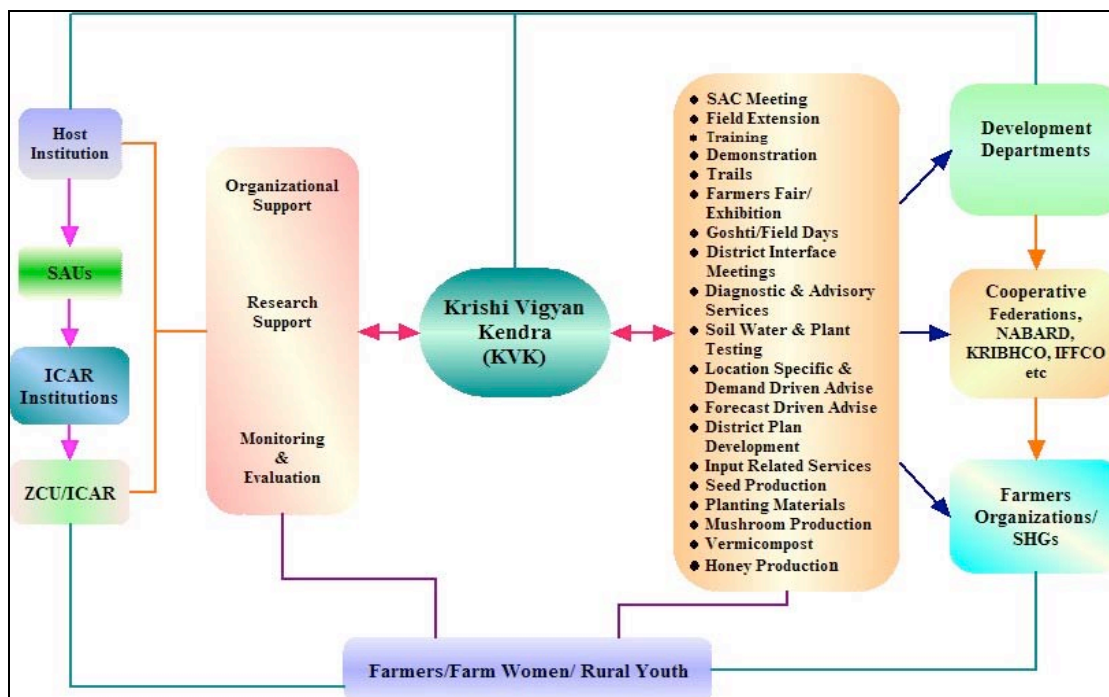 Host
Institution
SAUs
ICAR
Institutions
ZCU/ICAR
Organizational
Support
Research
Support
Monitoring
&
Evaluation
Krishi Vigyan
Kendra
(KVK)
SAC Meeting
Field Extension
Training
Demonstration
Trails
Farmers Fair/
Exhibition
Goshti/Field Days
District Interface
Meetings
Diagnostic & Advisory
Services
Soil Water & Plant
Testing
Location Specific &
Demand Driven Advise
Forecast Driven Advise
District Plan
Development
Input Related Services
Seed Production
Planting Materials
Mushroom Production
Vermicompost
Honey Production
Development
Departments
Cooperative
Federations,
NABARD,
KRIBHCO, IFFCO
etc
Farmers
Organizations/
SHGs
Farmers/Farm Women/ Rural Youth